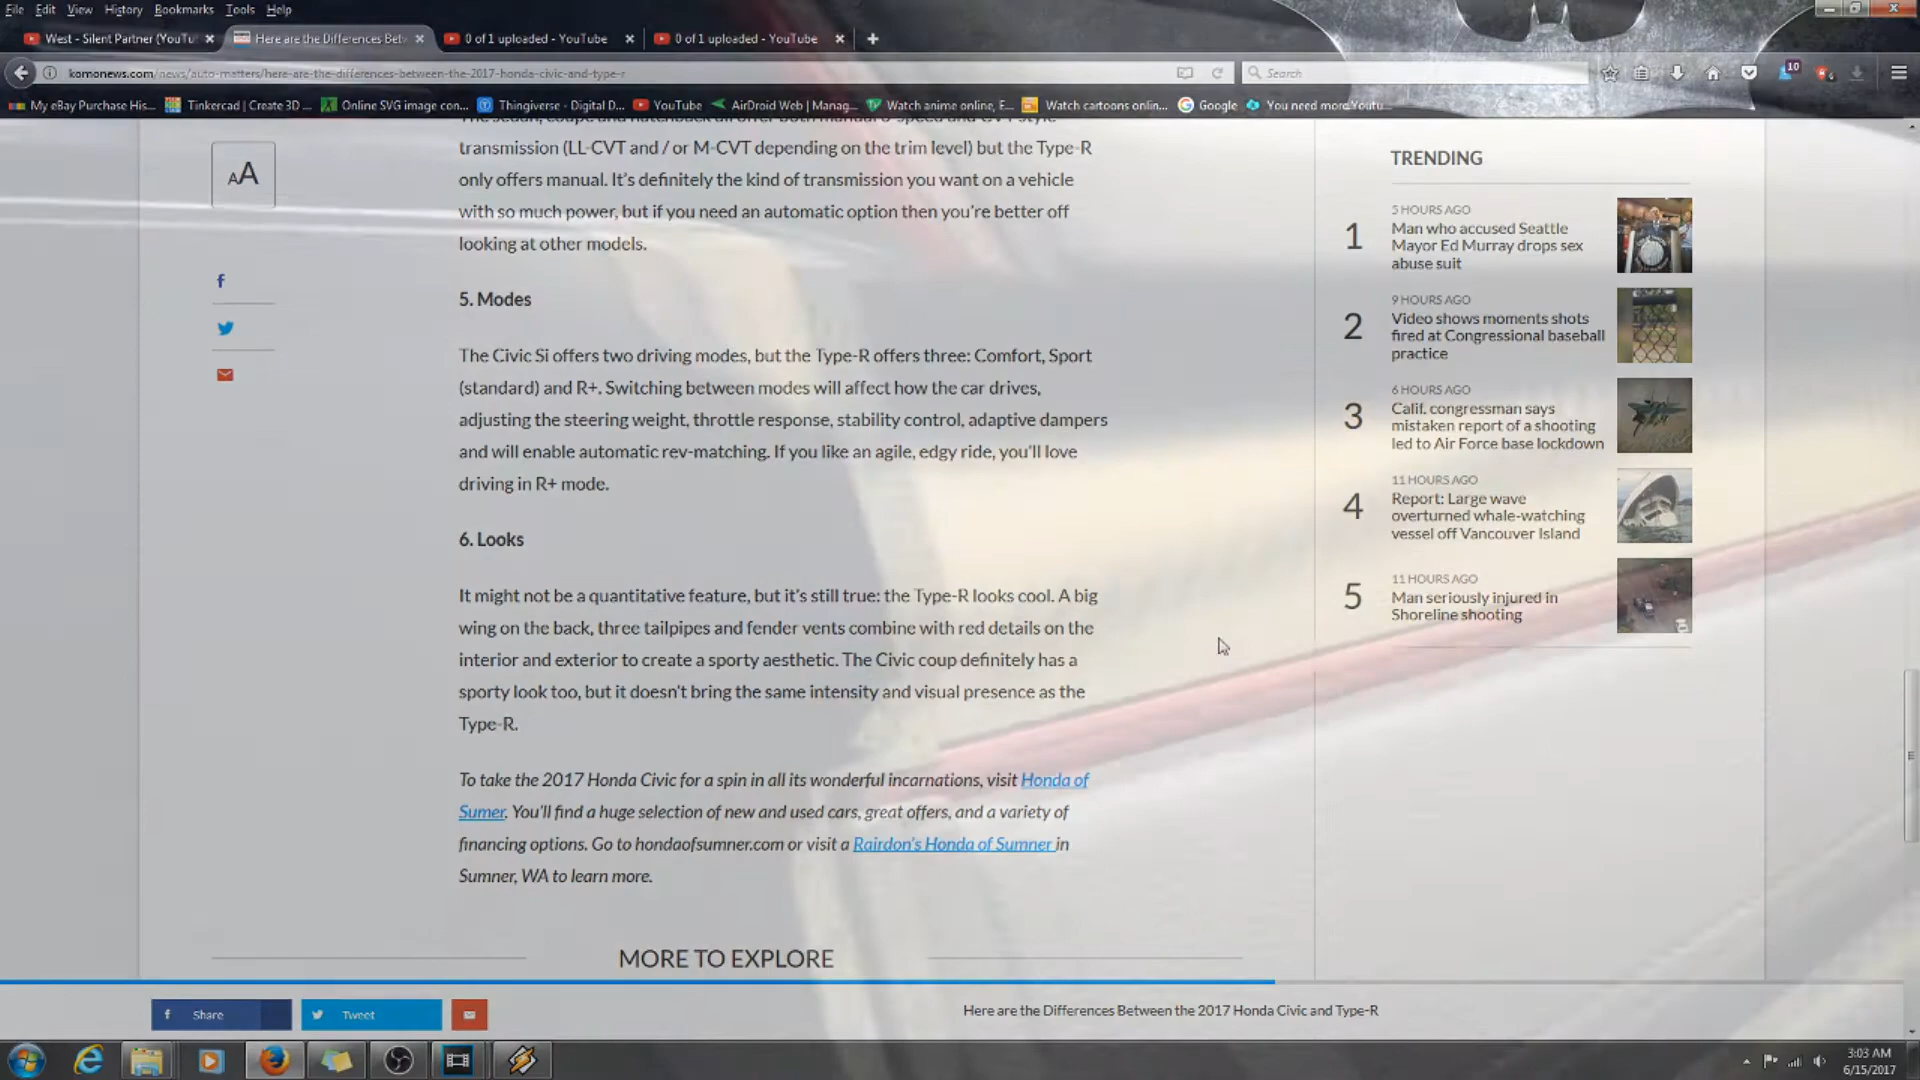 File Edit View History Bookmarks Tools Help
West - Silent Partner (YouTu
Here are the Differences Bet
0 of 1 uploaded - YouTube
0 of 1 uploaded - YouTube
komonews.com/news/auto-matters/here-are-the-differences-between-the-2017-honda-civic-and-type-r
Search
10
My eBay Purchase His...
Tinkercad | Create 3D ...
Online SVG image con...
Thingiverse - Digital D...
YouTube
AirDroid Web | Manag...
Watch anime online, E...
Watch cartoons onlin...
Google
You need more Youtu...
AA
transmission (LL-CVT and / or M-CVT depending on the trim level) but the Type-R
only offers manual. It's definitely the kind of transmission you want on a vehicle
with so much power, but if you need an automatic option then you're better off
looking at other models.
5. Modes
The Civic Si offers two driving modes, but the Type-R offers three: Comfort, Sport
(standard) and R+. Switching between modes will affect how the car drives,
adjusting the steering weight, throttle response, stability control, adaptive dampers
and will enable automatic rev-matching. If you like an agile, edgy ride, you'll love
driving in R+ mode.
6. Looks
It might not be a quantitative feature, but it's still true: the Type-R looks cool. A big
wing on the back, three tailpipes and fender vents combine with red details on the
interior and exterior to create a sporty aesthetic. The Civic coup definitely has a
sporty look too, but it doesn't bring the same intensity and visual presence as the
Type-R.
To take the 2017 Honda Civic for a spin in all its wonderful incarnations, visit Honda of
Sumer. You'll find a huge selection of new and used cars, great offers, and a variety of
financing options. Go to hondaofsumner.com or visit a Rairdon's Honda of Sumner in
Sumner, WA to learn more.
MORE TO EXPLORE
TRENDING
1
5 HOURS AGO
Man who accused Seattle
Mayor Ed Murray drops sex
abuse suit
2
9 HOURS AGO
Video shows moments shots
fired at Congressional baseball
practice
3
6 HOURS AGO
Calif. congressman says
mistaken report of a shooting
led to Air Force base lockdown
4
11 HOURS AGO
Report: Large wave
overturned whale-watching
vessel off Vancouver Island
5
11 HOURS AGO
Man seriously injured in
Shoreline shooting
Share
Tweet
Here are the Differences Between the 2017 Honda Civic and Type-R
3:03 AM
6/15/2017